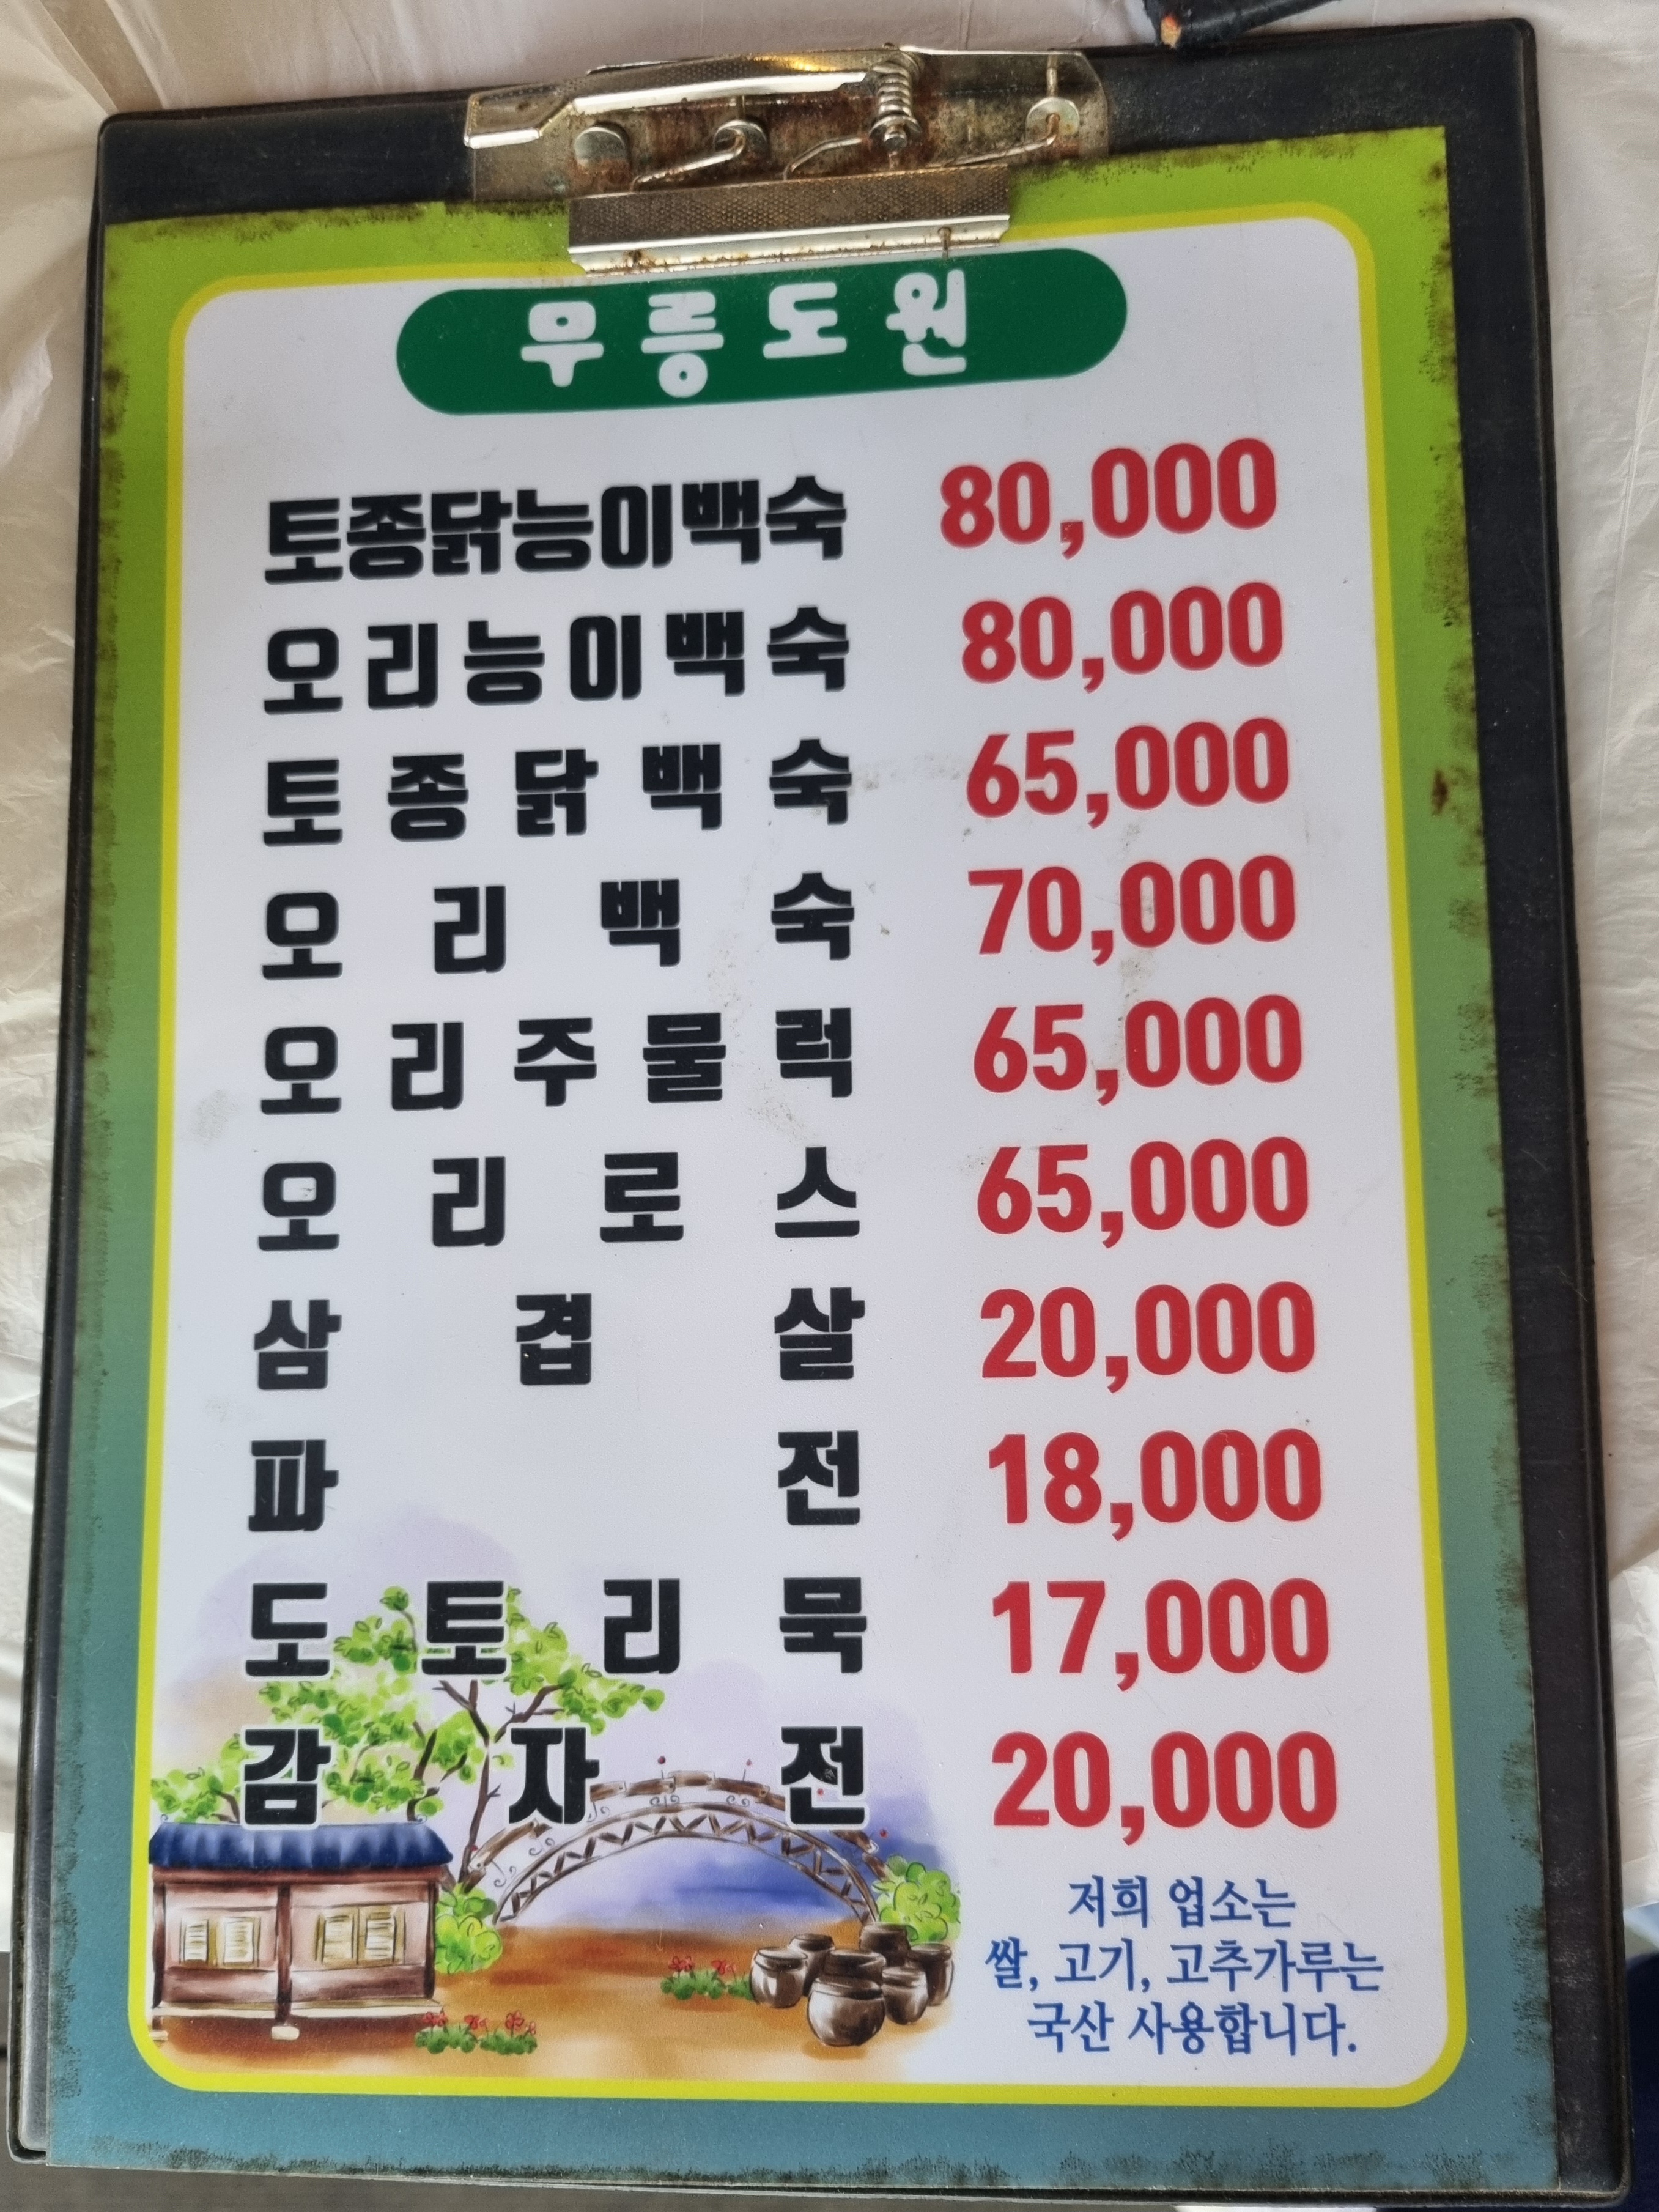 무릉도원
토종닭능이백숙 80,000
오리능이백숙 80,000
토종닭백숙 65,000
오리백숙 70,000
오리주물럭 65,000
오리로스 65,000
삼겹살 20,000
파전 18,000
도토리묵 17,000
감자전 20,000
저희 업소는
쌀, 고기, 고추가루는
국산 사용합니다.